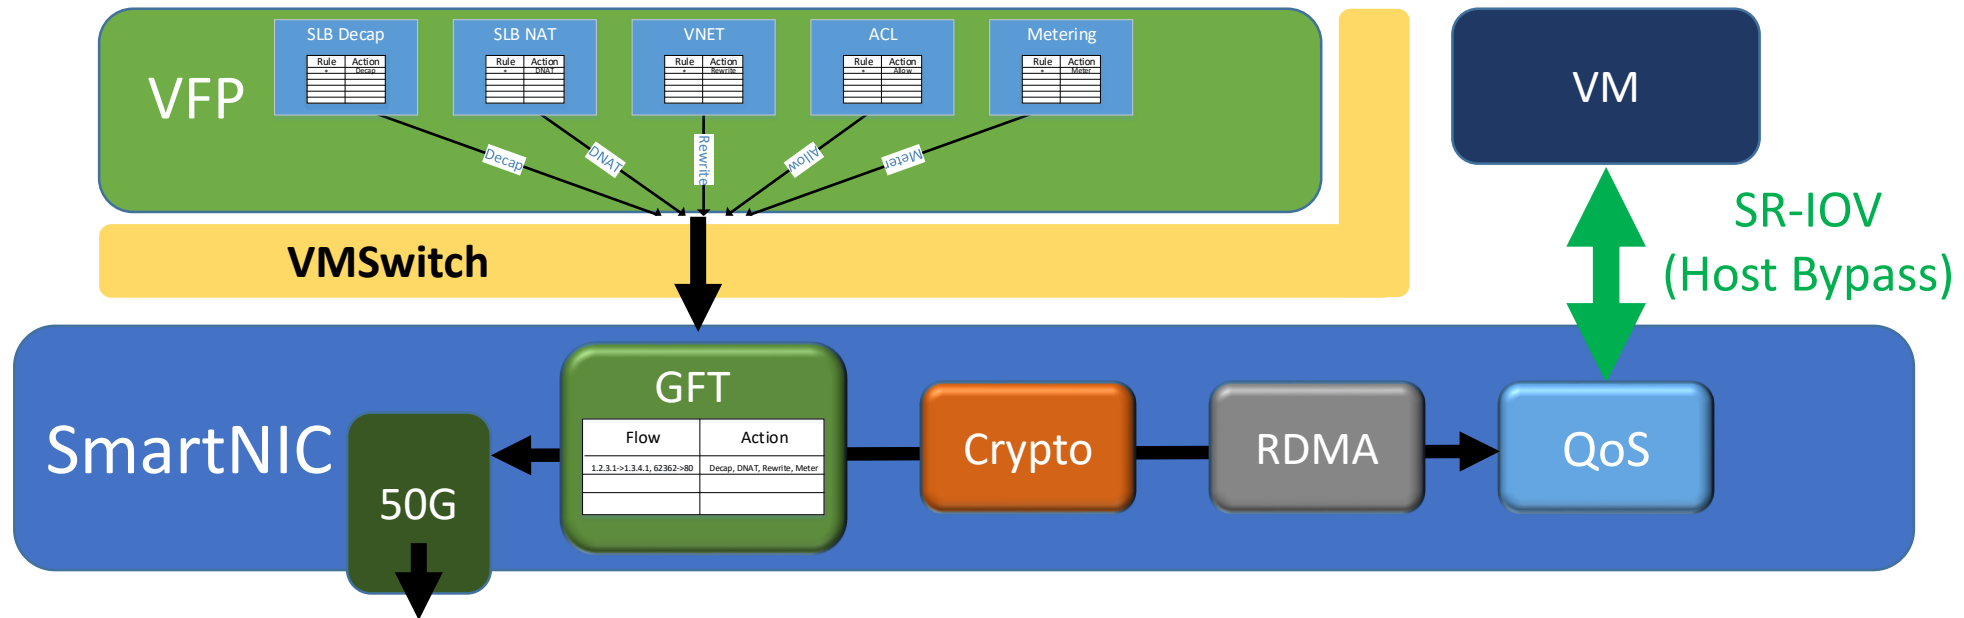 VFP
SLB Decap
Rule Action
* Decap
SLB NAT
Rule Action
* DNAT
VNET
Rule Action
* Rewrite
ACL
Rule Action
* Allow
Metering
Rule Action
* Meter
Decap
DNAT
Rewrite
Allow
Meter
VMSwitch
VM
SR-IOV
(Host Bypass)
SmartNIC
50G
GFT
Flow Action
1.2.3.1->1.3.4.1, 62362->80 Decap, DNAT, Rewrite, Meter
Crypto
RDMA
QoS